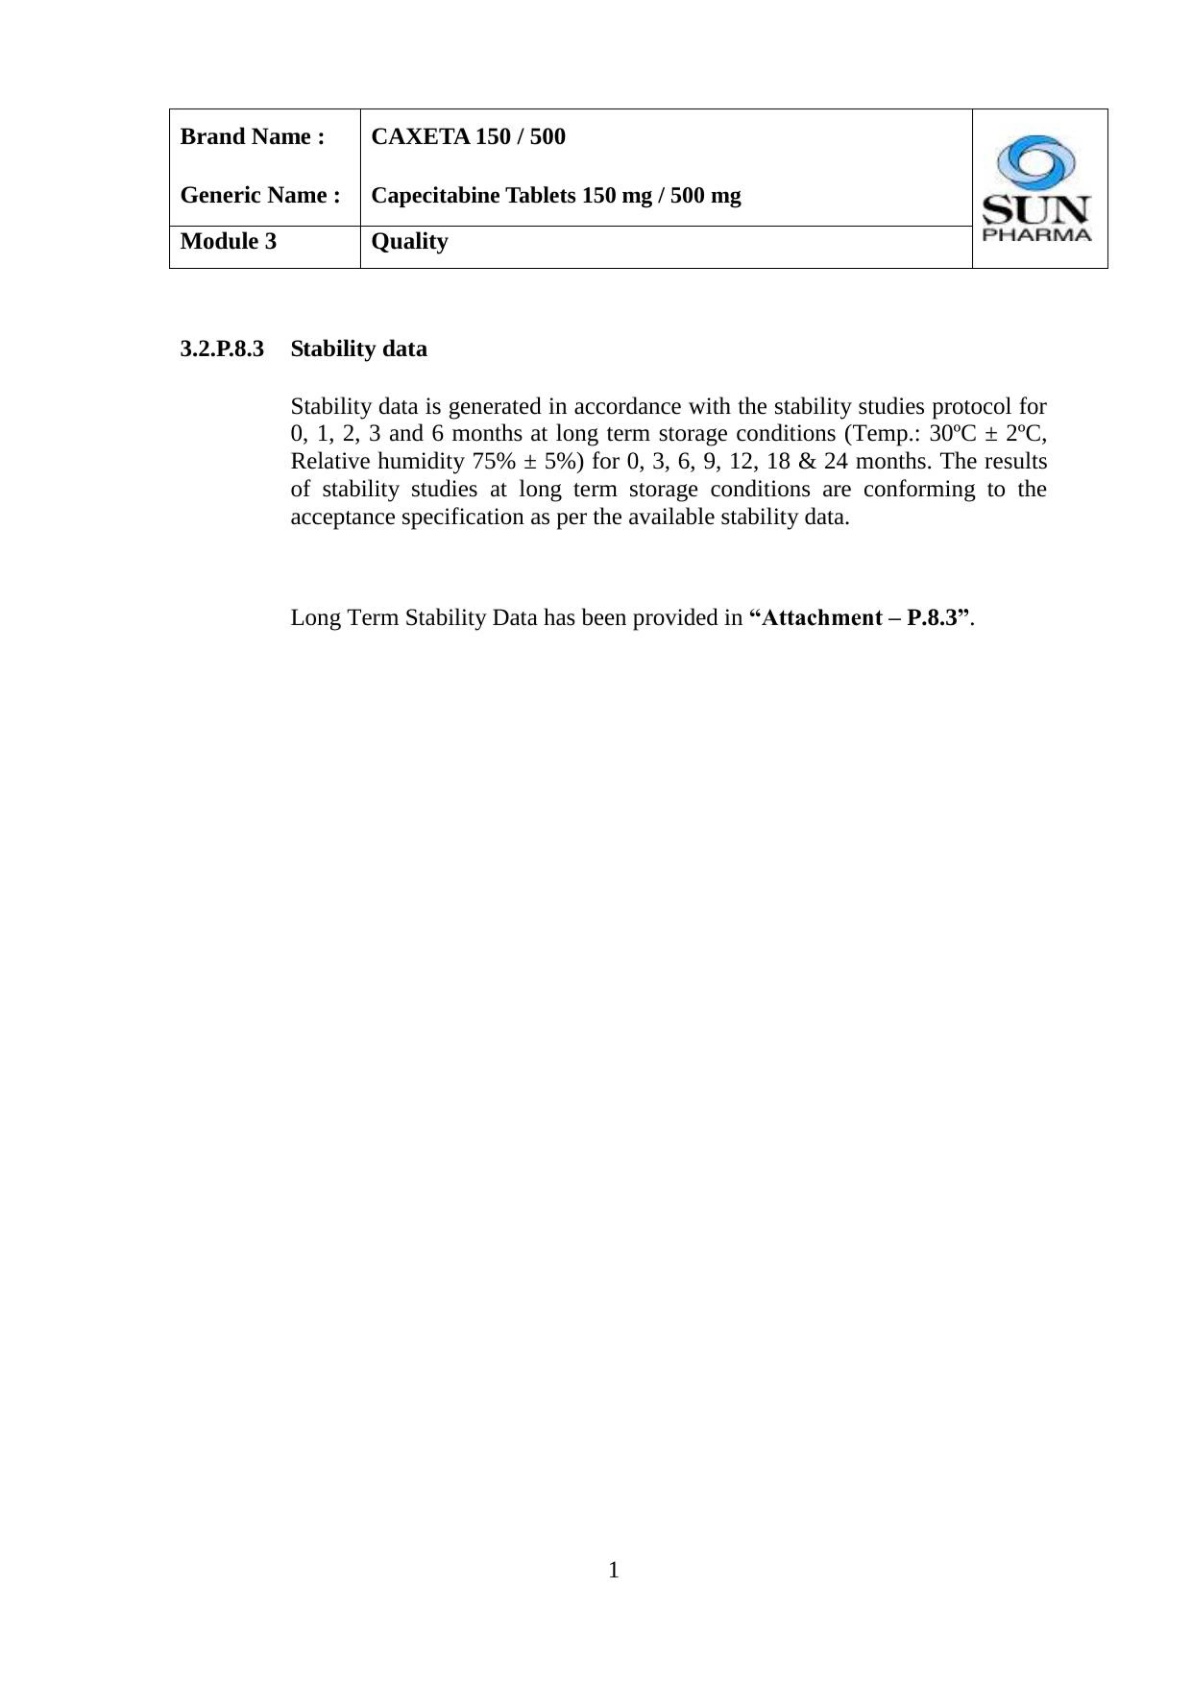 Brand Name : CAXETA 150 / 500
Generic Name : Capecitabine Tablets 150 mg / 500 mg
Module 3 Quality
SUN
PHARMA
3.2.P.8.3 Stability data
Stability data is generated in accordance with the stability studies protocol for
0, 1, 2, 3 and 6 months at long term storage conditions (Temp.: 30ºC ± 2ºC,
Relative humidity 75% ± 5%) for 0, 3, 6, 9, 12, 18 & 24 months. The results
of stability studies at long term storage conditions are conforming to the
acceptance specification as per the available stability data.
Long Term Stability Data has been provided in “Attachment – P.8.3”.
1